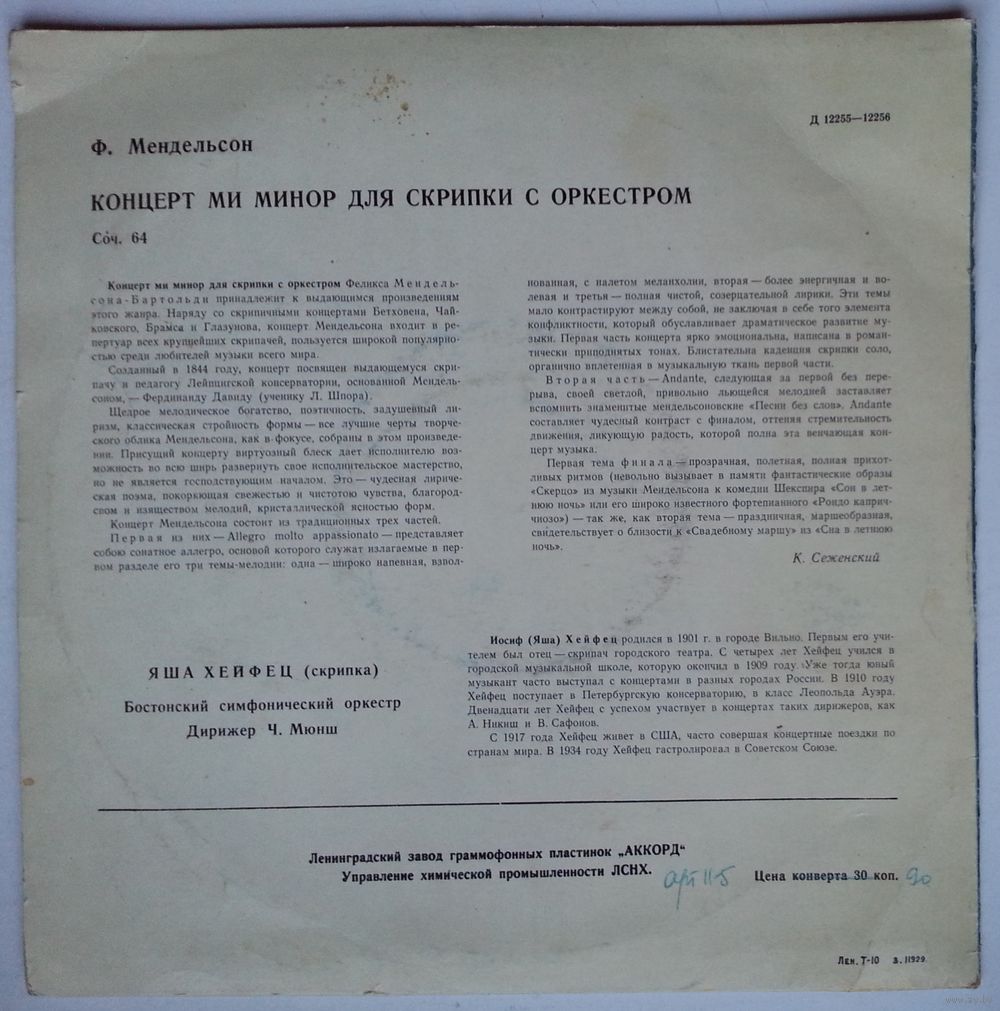 Д 12255—12256
Ф. Мендельсон
КОНЦЕРТ МИ МИНОР ДЛЯ СКРИПКИ С ОРКЕСТРОМ
Соч. 64
Концерт ми минор для скрипки с оркестром Феликса Мендель-
сона-Бартольди принадлежит к выдающимся произведениям
этого жанра. Наряду со скрипичными концертами Бетховена, Чай-
ковского, Брамса и Глазунова, концерт Мендельсона входит в ре-
пертуар всех крупнейших скрипачей, пользуется широкой популярно-
стью среди любителей музыки всего мира.
Созданный в 1844 году, концерт посвящен выдающемуся скри-
пачу и педагогу Лейпцигской консерватории, основанной Мендель-
соном, — Фердинанду Давиду (ученику Л. Шпора).
Щедрое мелодическое богатство, поэтичность, задушевный ли-
ризм, классическая стройность формы — все лучшие черты творче-
ского облика Мендельсона, как в фокусе, собраны в этом произведе-
нии. Присущий концерту виртуозный блеск дает исполнителю воз-
можность во всю ширь развернуть свое исполнительское мастерство,
но не является господствующим началом. Это — чудесная лириче-
ская поэма, покоряющая свежестью и чистотою чувства, благород-
ством и изяществом мелодий, кристаллической ясностью форм.
Концерт Мендельсона состоит из традиционных трех частей.
Первая из них — Allegro molto appassionato — представляет
собою сонатное аллегро, основой которого служат излагаемые в пер-
вом разделе его три темы-мелодии: одна — широко напевная, взвол-
нованная, с налетом меланхолии, вторая — более энергичная и во-
левая и третья — полная чистой, созерцательной лирики. Эти темы
мало контрастируют между собой, не заключая в себе того элемента
конфликтности, который обуславливает драматическое развитие му-
зыки. Первая часть концерта ярко эмоциональна, написана в роман-
тически приподнятых тонах. Блистательна каденция скрипки соло,
органично вплетенная в музыкальную ткань первой части.
Вторая часть — Andante, следующая за первой без пере-
рыва, своей светлой, привольно льющейся мелодией заставляет
вспомнить знаменитые мендельсоновские «Песни без слов». Andante
составляет чудесный контраст с финалом, оттеняя стремительность
движения, ликующую радость, которой полна эта венчающая кон-
церт музыка.
Первая тема финала — прозрачная, полетная, полная прихот-
ливых ритмов (невольно вызывает в памяти фантастические образы
«Скерцо» из музыки Мендельсона к комедии Шекспира «Сон в лет-
нюю ночь» или его широко известного фортепианного «Рондо каприч-
чиозо») — так же, как вторая тема — праздничная, маршеобразная,
свидетельствует о близости к «Свадебному маршу» из «Сна в летнюю
ночь».
К. Сеженский
ЯША ХЕЙФЕЦ (скрипка)
Бостонский симфонический оркестр
Дирижер Ч. Мюнш
Иосиф (Яша) Хейфец родился в 1901 г. в городе Вильно. Первым его учи-
телем был отец — скрипач городского театра. С четырех лет Хейфец учился в
городской музыкальной школе, которую окончил в 1909 году. Уже тогда юный
музыкант часто выступал с концертами в разных городах России. В 1910 году
Хейфец поступает в Петербургскую консерваторию, в класс Леопольда Ауэра.
Двенадцати лет Хейфец с успехом участвует в концертах таких дирижеров, как
А. Никиш и В. Сафонов.
С 1917 года Хейфец живет в США, часто совершая концертные поездки по
странам мира. В 1934 году Хейфец гастролировал в Советском Союзе.
Ленинградский завод граммофонных пластинок „АККОРД“
Управление химической промышленности ЛСНХ.
арт 115
Цена конверта 30 коп. 90
Лен. Т-10 З. 11929